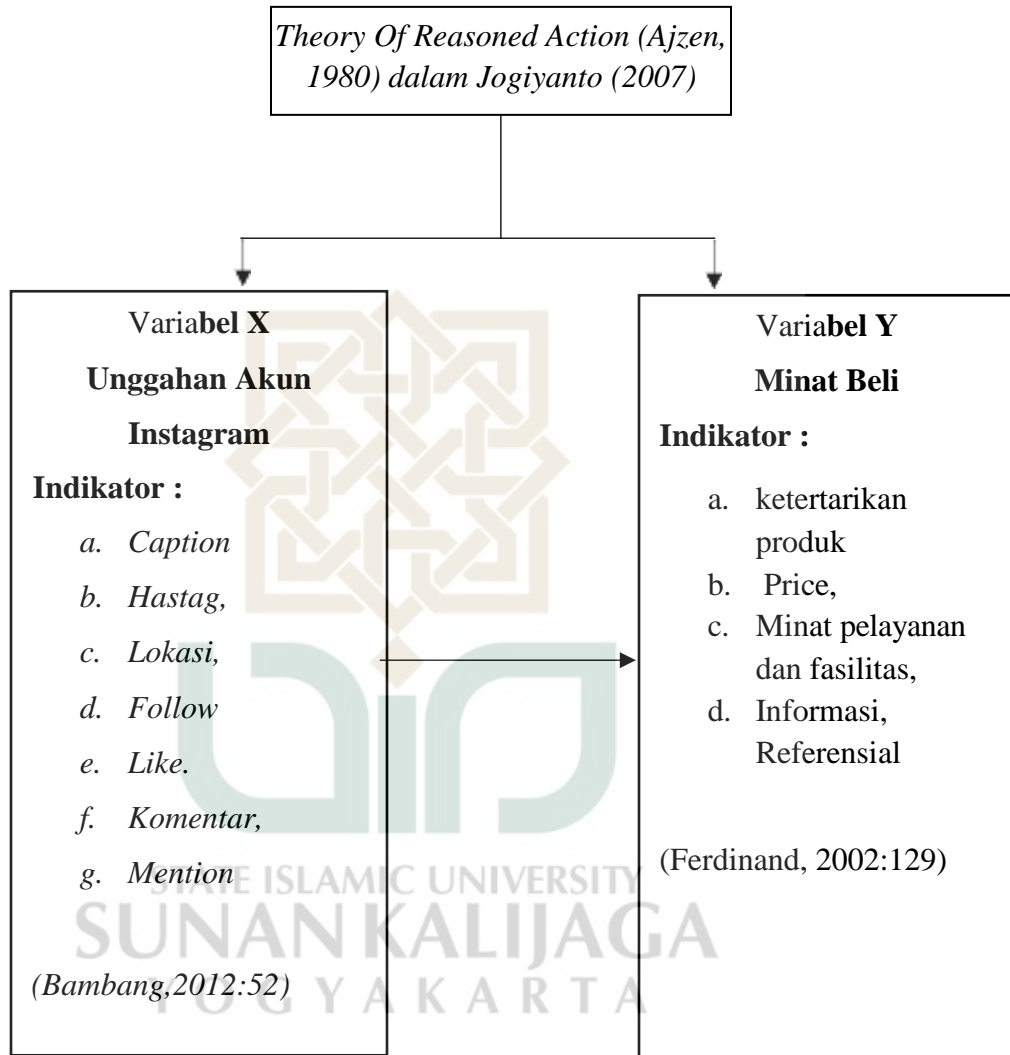 Theory Of Reasoned Action (Ajzen,
1980) dalam Jogiyanto (2007)
Variabel X
Unggahan Akun
Instagram
Indikator :
a. Caption
b. Hastag,
c. Lokasi,
d. Follow
e. Like.
f. Komentar,
g. Mention
(Bambang,2012:52)
Variabel Y
Minat Beli
Indikator :
a. ketertarikan
produk
b. Price,
c. Minat pelayanan
dan fasilitas,
d. Informasi,
Referensial
(Ferdinand, 2002:129)
STATE ISLAMIC UNIVERSITY
SUNAN KALIJAGA
YOGYAKARTA